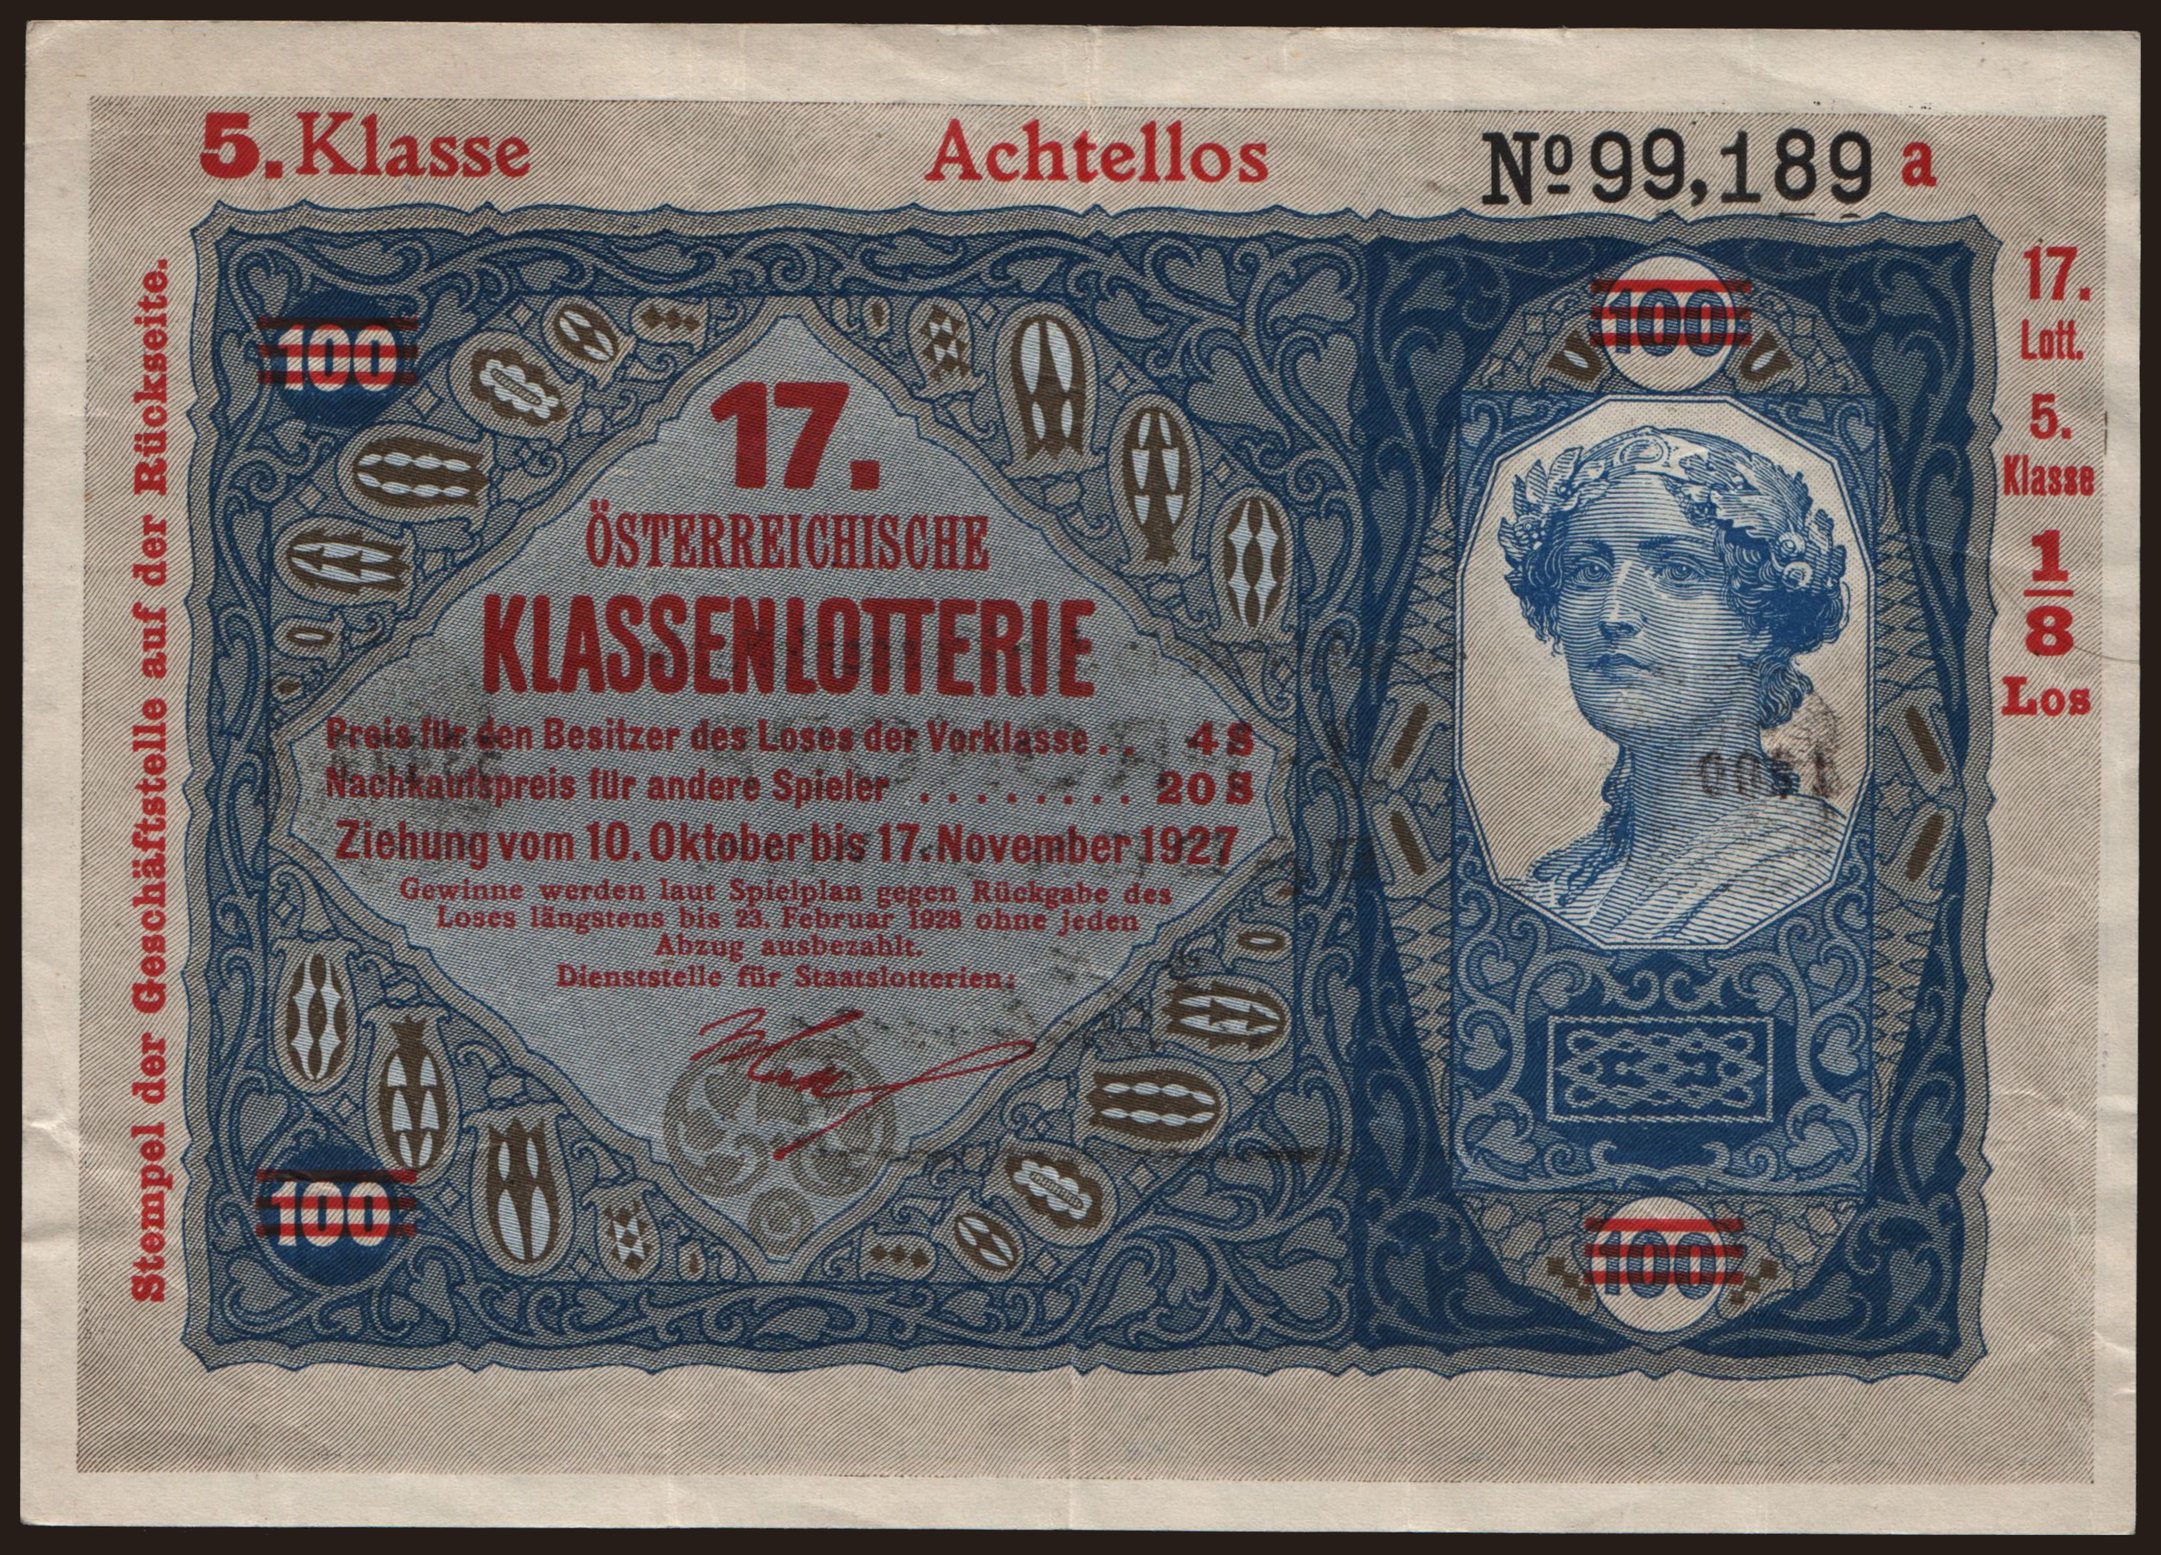 5. Klasse
Achtellos
Nº 99,189 a
Stempel der Geschäftstelle auf der Rückseite.
100
100
17.
ÖSTERREICHISCHE
KLASSENLOTTERIE
Preis für den Besitzer des Loses der Vorklasse . . 4 S
Nachkaufspreis für andere Spieler . . . . . . . . 20 S
Ziehung vom 10. Oktober bis 17. November 1927
Gewinne werden laut Spielplan gegen Rückgabe des
Loses längstens bis 23. Februar 1928 ohne jeden
Abzug ausbezahlt.
Dienststelle für Staatslotterien:
100
100
17.
Lott.
5.
Klasse
1
8
Los